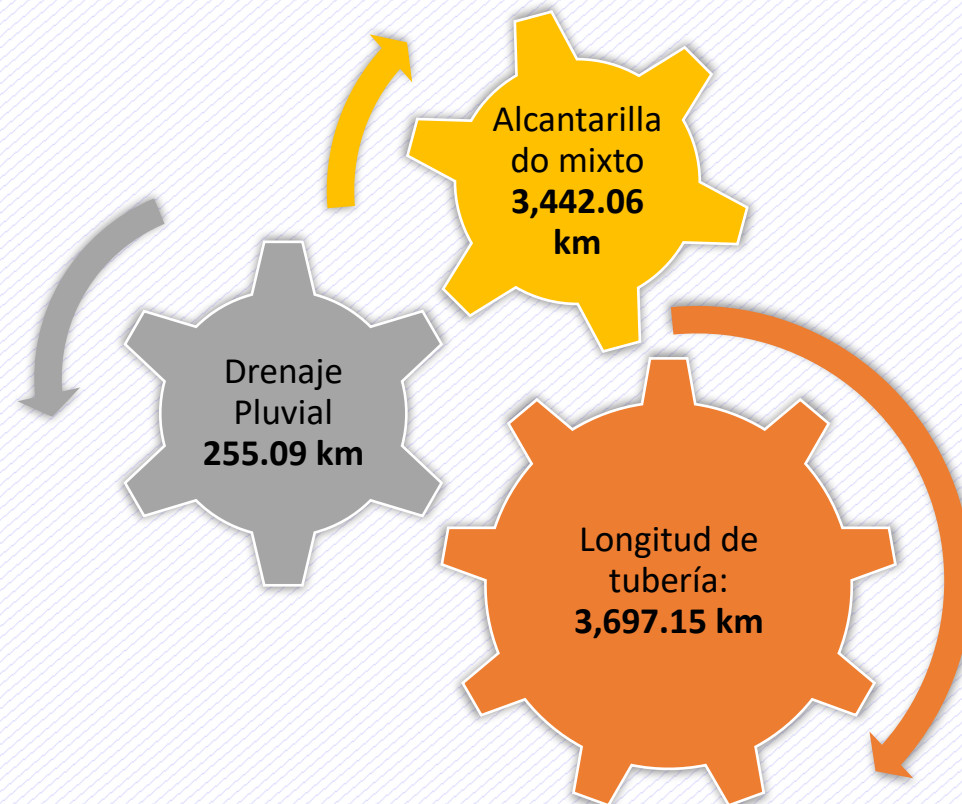 Alcantarilla
do mixto
3,442.06
km
Drenaje
Pluvial
255.09 km
Longitud de
tubería:
3,697.15 km